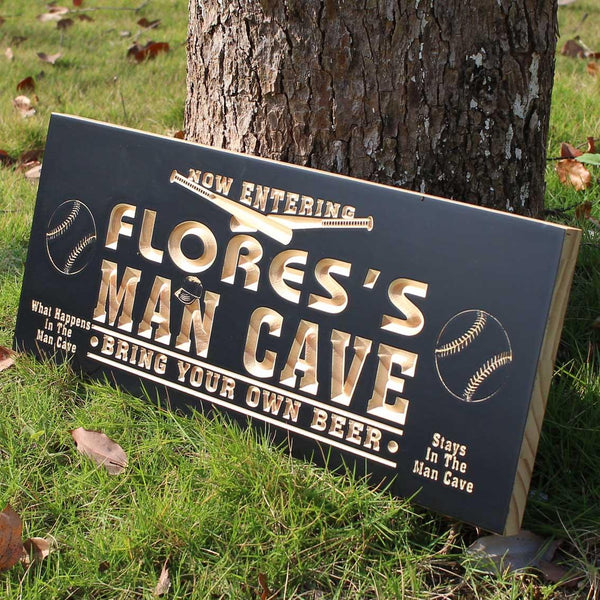 NOW ENTERING
FLORES'S
MAN CAVE
BRING YOUR OWN BEER
What Happens
In The
Man Cave
Stays
In The
Man Cave